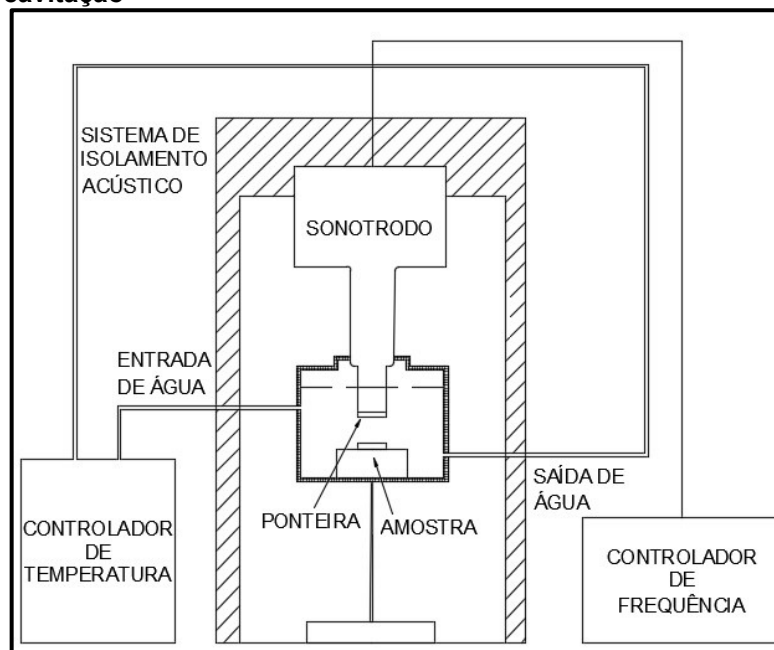 cavitação
SISTEMA DE
ISOLAMENTO
ACÚSTICO
SONOTRODO
ENTRADA
DE ÁGUA
SAÍDA DE
ÁGUA
PONTEIRA
AMOSTRA
CONTROLADOR
DE
TEMPERATURA
CONTROLADOR
DE
FREQUÊNCIA